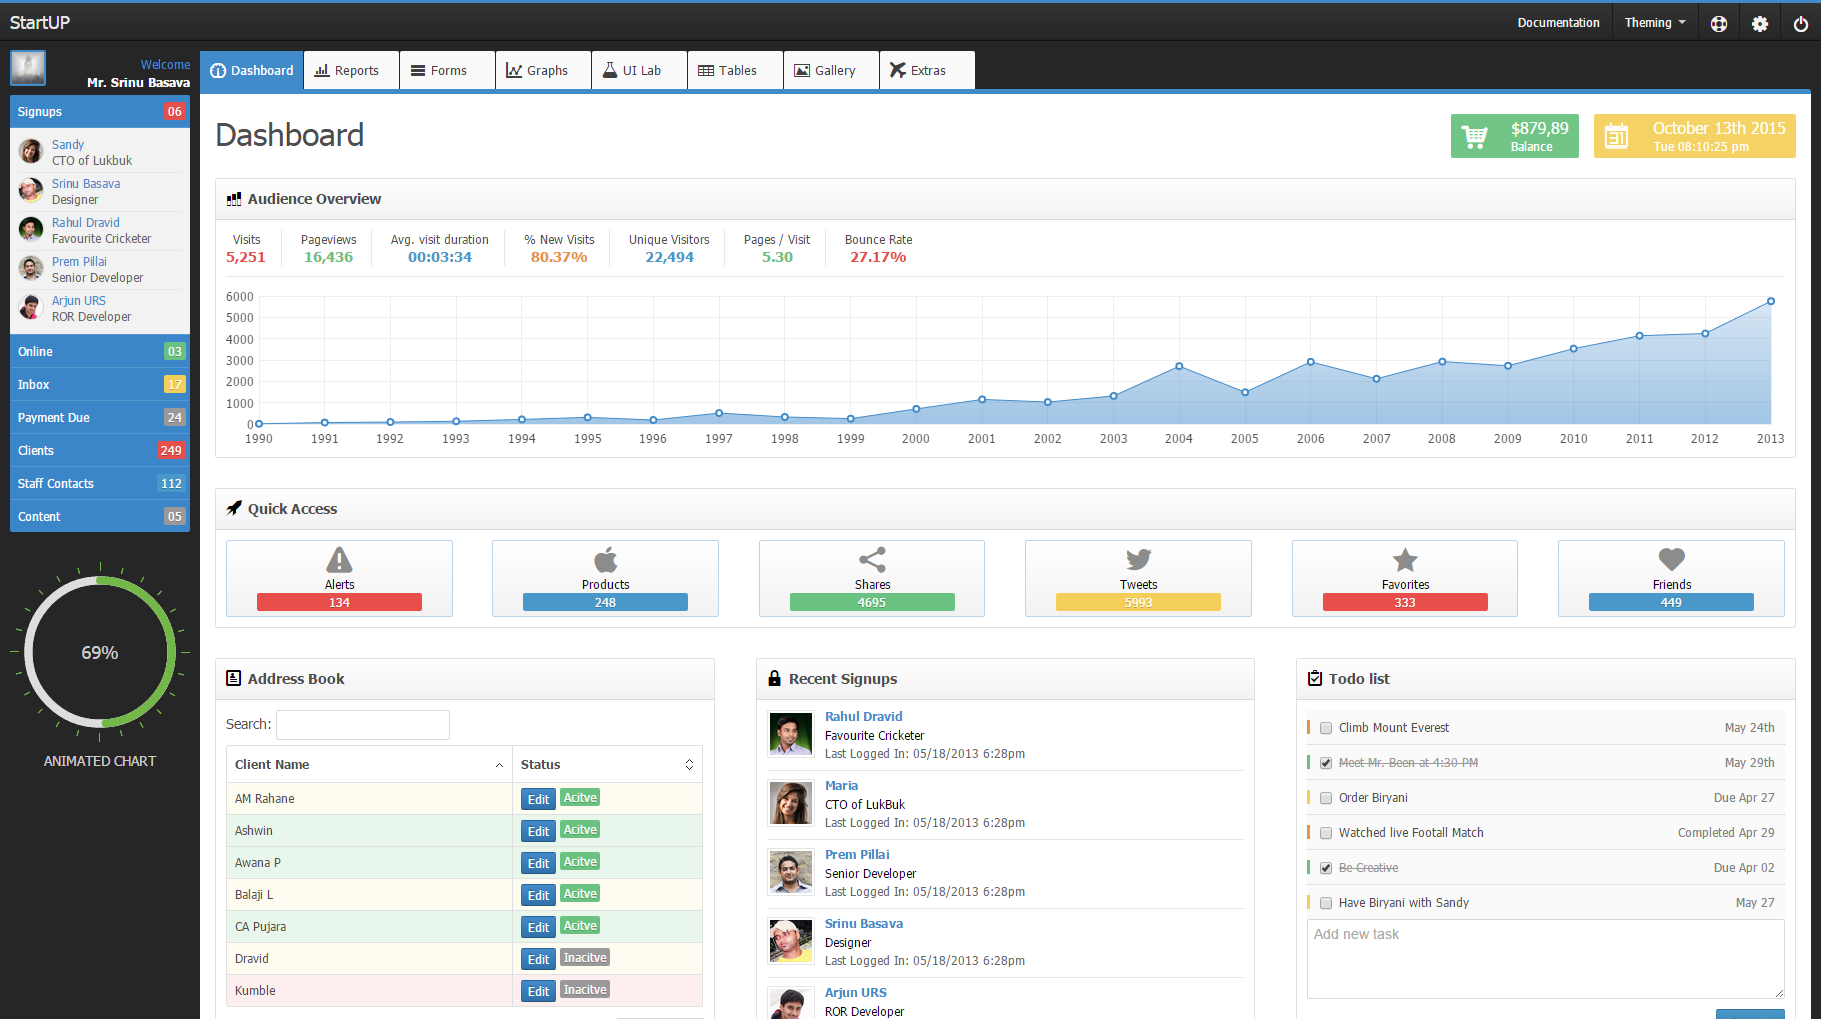 StartUP
Documentation
Theming
Welcome
Mr. Srinu Basava
Signups 06
Sandy
CTO of Lukbuk
Srinu Basava
Designer
Rahul Dravid
Favourite Cricketer
Prem Pillai
Senior Developer
Arjun URS
ROR Developer
Online 03
Inbox 17
Payment Due 24
Clients 249
Staff Contacts 112
Content 05
69%
ANIMATED CHART
Dashboard
Reports
Forms
Graphs
UI Lab
Tables
Gallery
Extras
Dashboard
$879,89
Balance
31
October 13th 2015
Tue 08:10:25 pm
Audience Overview
Visits
5,251
Pageviews
16,436
Avg. visit duration
00:03:34
% New Visits
80.37%
Unique Visitors
22,494
Pages / Visit
5.30
Bounce Rate
27.17%
6000
5000
4000
3000
2000
1000
0
1990 1991 1992 1993 1994 1995 1996 1997 1998 1999 2000 2001 2002 2003 2004 2005 2006 2007 2008 2009 2010 2011 2012 2013
Quick Access
Alerts
134
Products
248
Shares
4695
Tweets
5993
Favorites
333
Friends
449
Address Book
Search:
Client Name Status
AM Rahane Edit Acitve
Ashwin Edit Acitve
Awana P Edit Acitve
Balaji L Edit Acitve
CA Pujara Edit Acitve
Dravid Edit Inacitve
Kumble Edit Inacitve
Recent Signups
Rahul Dravid
Favourite Cricketer
Last Logged In: 05/18/2013 6:28pm
Maria
CTO of LukBuk
Last Logged In: 05/18/2013 6:28pm
Prem Pillai
Senior Developer
Last Logged In: 05/18/2013 6:28pm
Srinu Basava
Designer
Last Logged In: 05/18/2013 6:28pm
Arjun URS
ROR Developer
Todo list
Climb Mount Everest May 24th
Meet Mr. Been at 4:30 PM May 29th
Order Biryani Due Apr 27
Watched live Footall Match Completed Apr 29
Be Creative Due Apr 02
Have Biryani with Sandy May 27
Add new task